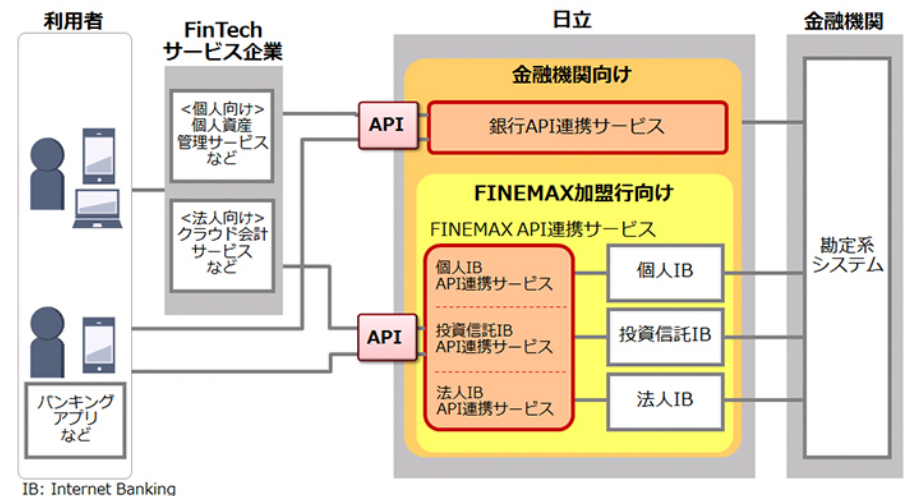 利用者
FinTech
サービス企業
日立
金融機関
<個人向け>
個人資産
管理サービス
など
<法人向け>
クラウド会計
サービス
など
バンキング
アプリ
など
API
API
金融機関向け
銀行API連携サービス
FINEMAX加盟行向け
FINEMAX API連携サービス
個人IB
API連携サービス
投資信託IB
API連携サービス
法人IB
API連携サービス
個人IB
投資信託IB
法人IB
勘定系
システム
IB: Internet Banking